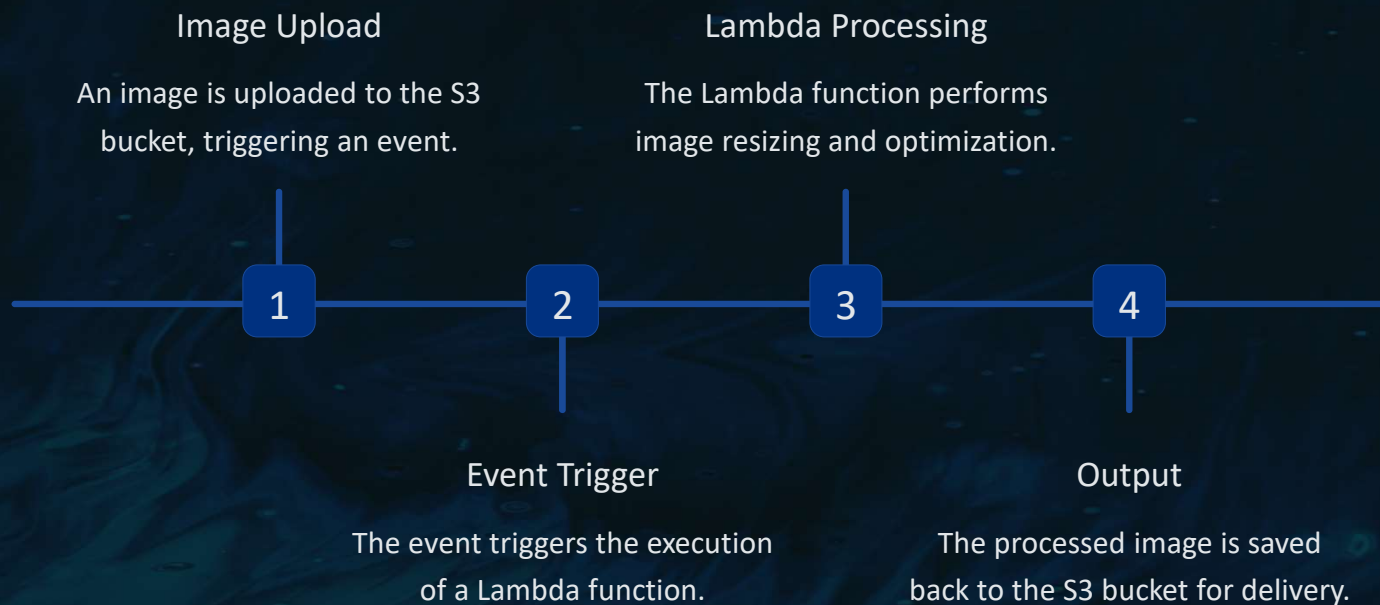 Image Upload
An image is uploaded to the S3
bucket, triggering an event.
1
Event Trigger
The event triggers the execution
of a Lambda function.
2
Lambda Processing
The Lambda function performs
image resizing and optimization.
3
Output
The processed image is saved
back to the S3 bucket for delivery.
4